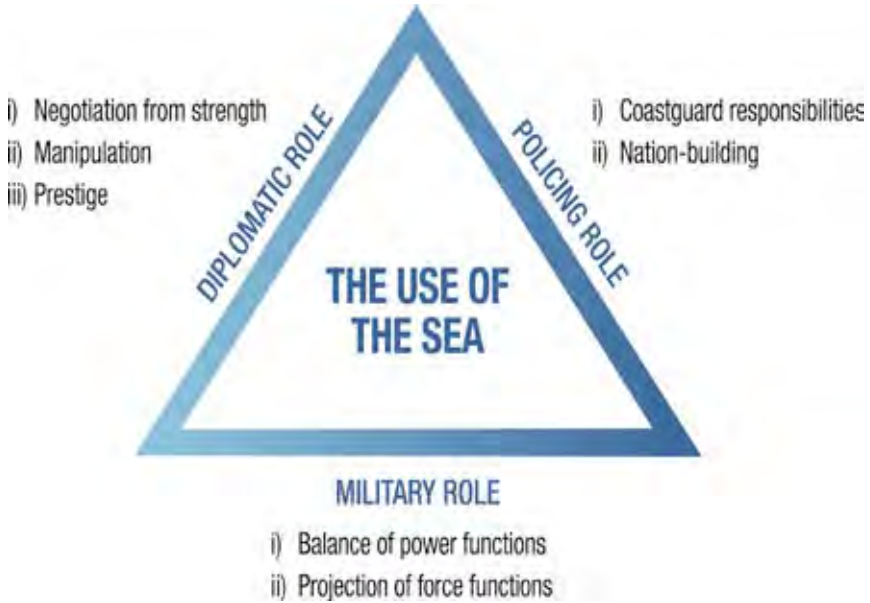 i) Negotiation from strength
ii) Manipulation
iii) Prestige
DIPLOMATIC ROLE
i) Coastguard responsibilities
ii) Nation-building
POLICING ROLE
THE USE OF
THE SEA
MILITARY ROLE
i) Balance of power functions
ii) Projection of force functions